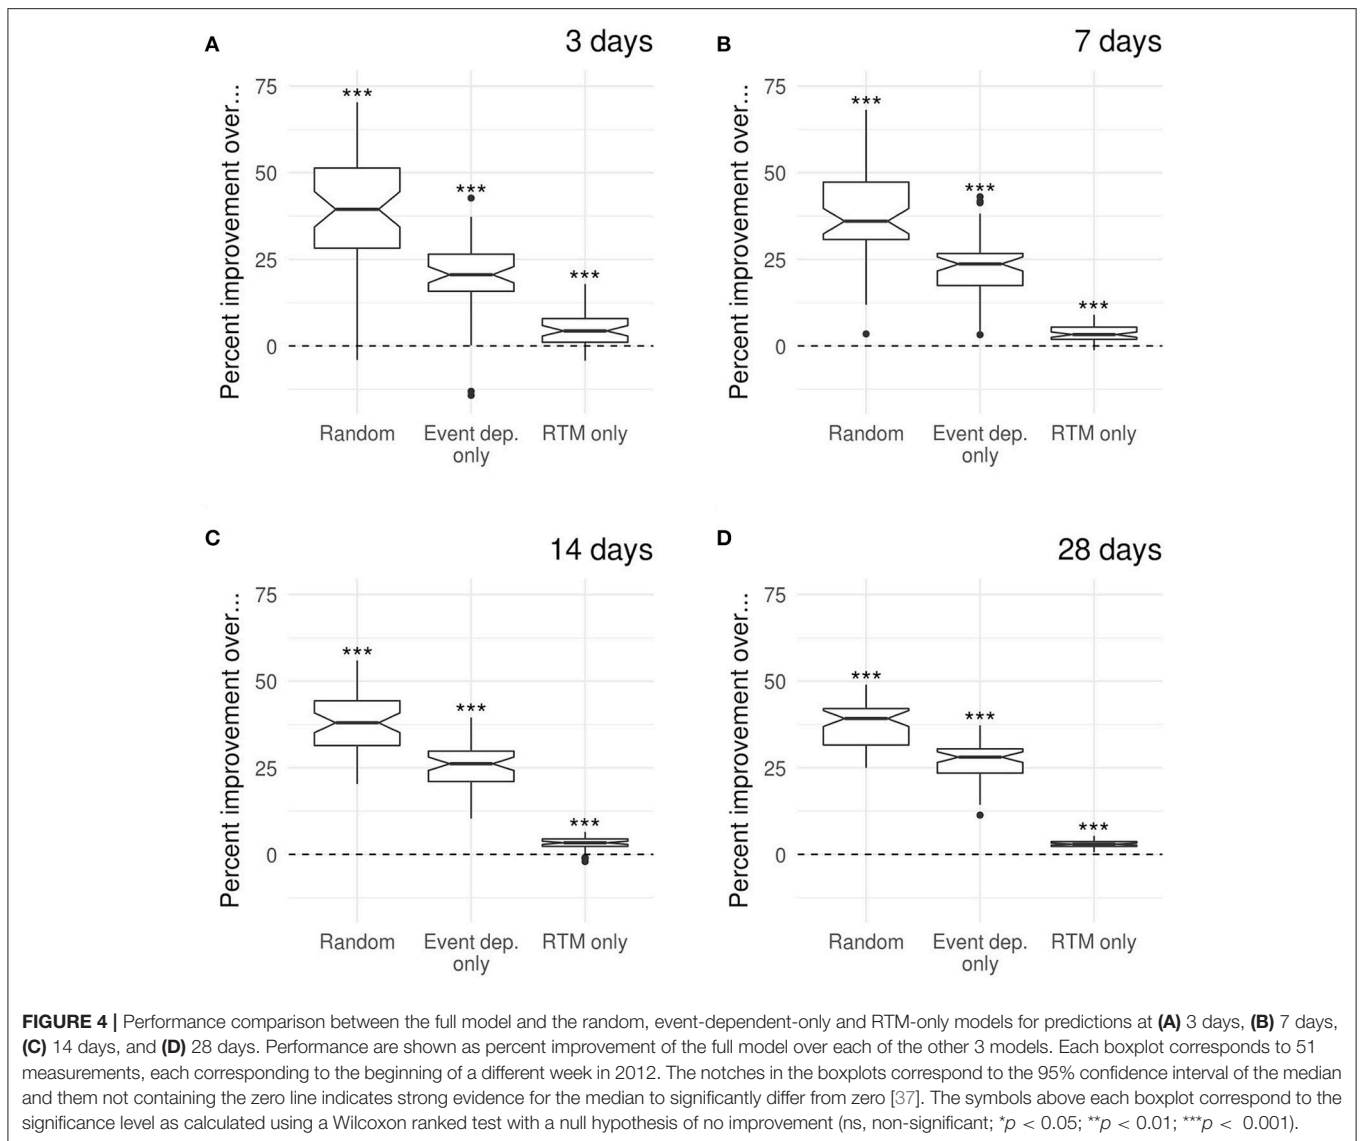 A
3 days
Percent improvement over...
75
50
25
0
***
***
***
Random
Event dep.
only
RTM only
B
7 days
Percent improvement over...
75
50
25
0
***
***
***
Random
Event dep.
only
RTM only
C
14 days
Percent improvement over...
75
50
25
0
***
***
***
Random
Event dep.
only
RTM only
D
28 days
Percent improvement over...
75
50
25
0
***
***
***
Random
Event dep.
only
RTM only
FIGURE 4 | Performance comparison between the full model and the random, event-dependent-only and RTM-only models for predictions at (A) 3 days, (B) 7 days,
(C) 14 days, and (D) 28 days. Performance are shown as percent improvement of the full model over each of the other 3 models. Each boxplot corresponds to 51
measurements, each corresponding to the beginning of a different week in 2012. The notches in the boxplots correspond to the 95% confidence interval of the median
and them not containing the zero line indicates strong evidence for the median to significantly differ from zero [37]. The symbols above each boxplot correspond to the
significance level as calculated using a Wilcoxon ranked test with a null hypothesis of no improvement (ns, non-significant; *p < 0.05; **p < 0.01; ***p < 0.001).